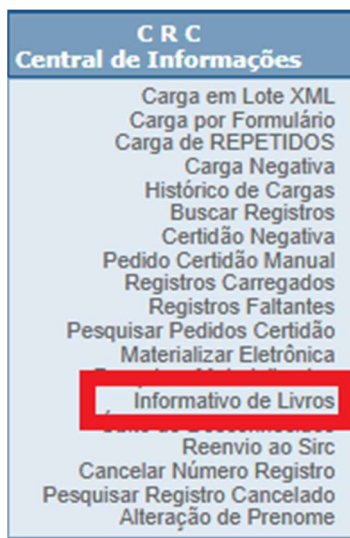 C R C
Central de Informações
Carga em Lote XML
Carga por Formulário
Carga de REPETIDOS
Carga Negativa
Histórico de Cargas
Buscar Registros
Certidão Negativa
Pedido Certidão Manual
Registros Carregados
Registros Faltantes
Pesquisar Pedidos Certidão
Materializar Eletrônica
Informativo de Livros
Reenvio ao Sirc
Cancelar Número Registro
Pesquisar Registro Cancelado
Alteração de Prenome